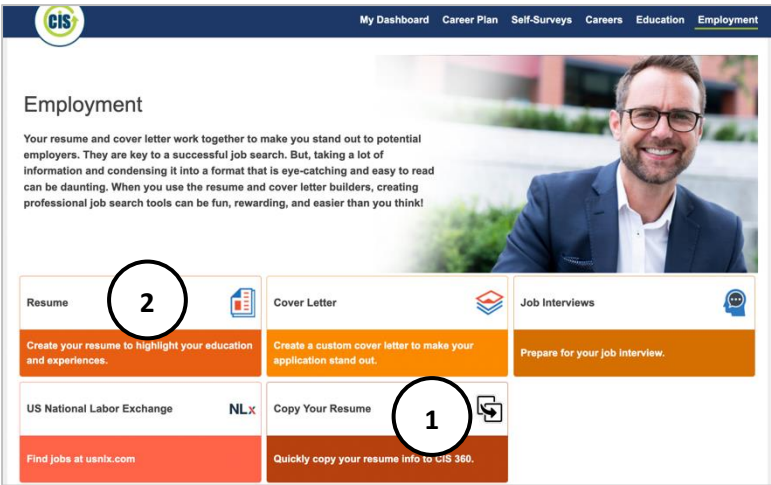 CIS
My Dashboard Career Plan Self-Surveys Careers Education Employment
Employment
Your resume and cover letter work together to make you stand out to potential
employers. They are key to a successful job search. But, taking a lot of
information and condensing it into a format that is eye-catching and easy to read
can be daunting. When you use the resume and cover letter builders, creating
professional job search tools can be fun, rewarding, and easier than you think!
Resume
2
Create your resume to highlight your education
and experiences.
Cover Letter
Create a custom cover letter to make your
application stand out.
Job Interviews
Prepare for your job interview.
US National Labor Exchange
NLx
Find jobs at usnlx.com
Copy Your Resume
1
Quickly copy your resume info to CIS 360.